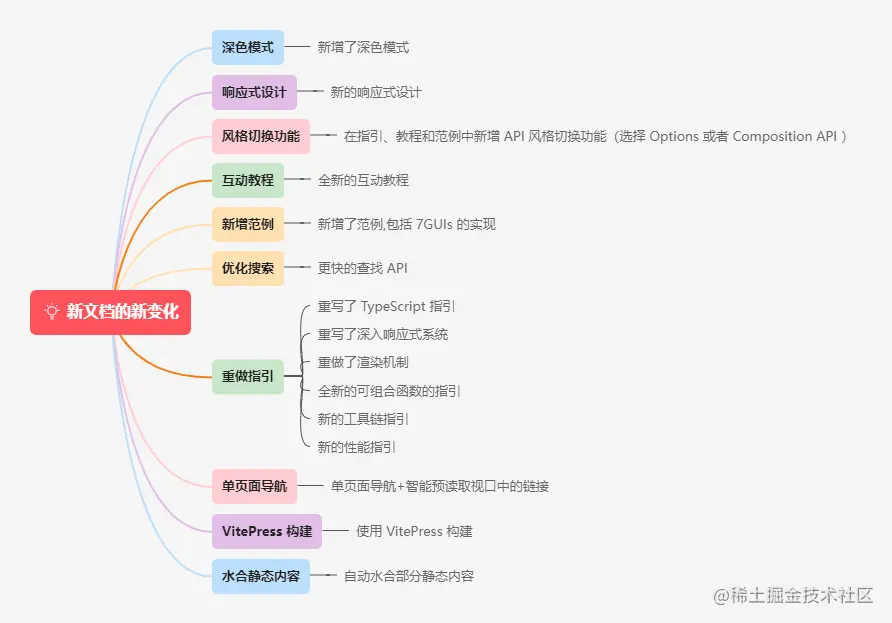 深色模式 新增了深色模式
响应式设计 新的响应式设计
风格切换功能 在指引、教程和范例中新增 API 风格切换功能（选择 Options 或者 Composition API ）
互动教程 全新的互动教程
新增范例 新增了范例,包括 7GUIs 的实现
优化搜索 更快的查找 API
新文档的新变化
重做指引
重写了 TypeScript 指引
重写了深入响应式系统
重做了渲染机制
全新的可组合函数的指引
新的工具链指引
新的性能指引
单页面导航 单页面导航+智能预读取视口中的链接
VitePress 构建 使用 VitePress 构建
水合静态内容 自动水合部分静态内容
@稀土掘金技术社区